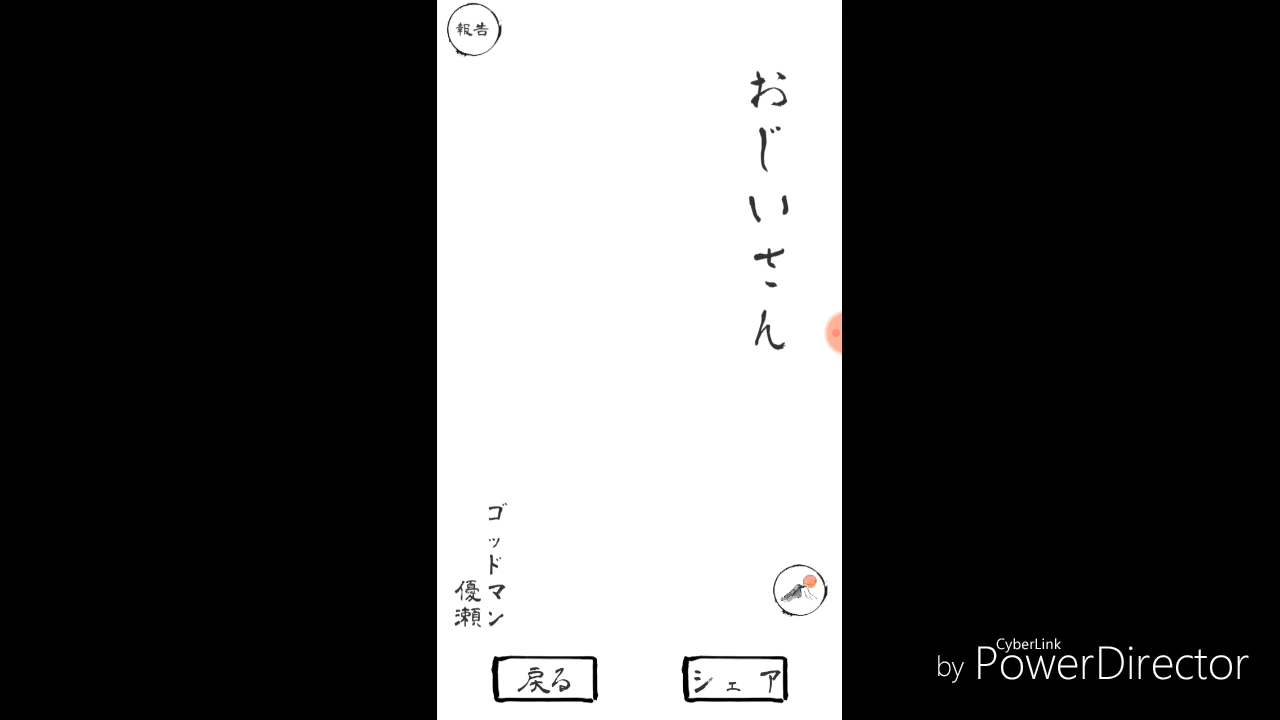 報告
おじいさん
ゴッドマン
優瀬
戻る
シェア
CyberLink
by PowerDirector